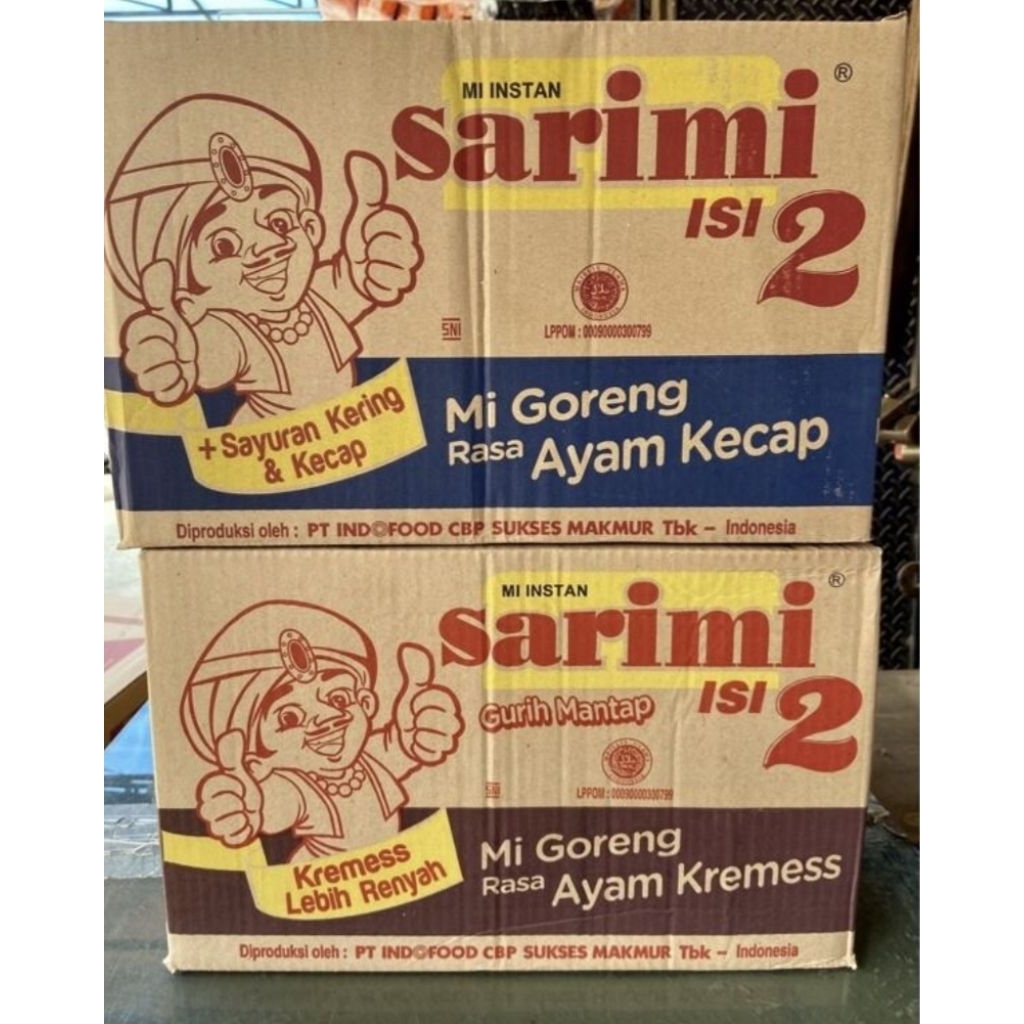 MI INSTAN
sarimi ®
ISI 2
SNI
LPPOM : 00090000300799
+ Sayuran Kering
& Kecap
Mi Goreng
Rasa Ayam Kecap
Diproduksi oleh : PT INDOFOOD CBP SUKSES MAKMUR Tbk – Indonesia
MI INSTAN
sarimi ®
ISI 2
Gurih Mantap
SNI
LPPOM : 00090000300799
Kremess
Lebih Renyah
Mi Goreng
Rasa Ayam Kremess
Diproduksi oleh : PT INDOFOOD CBP SUKSES MAKMUR Tbk – Indonesia